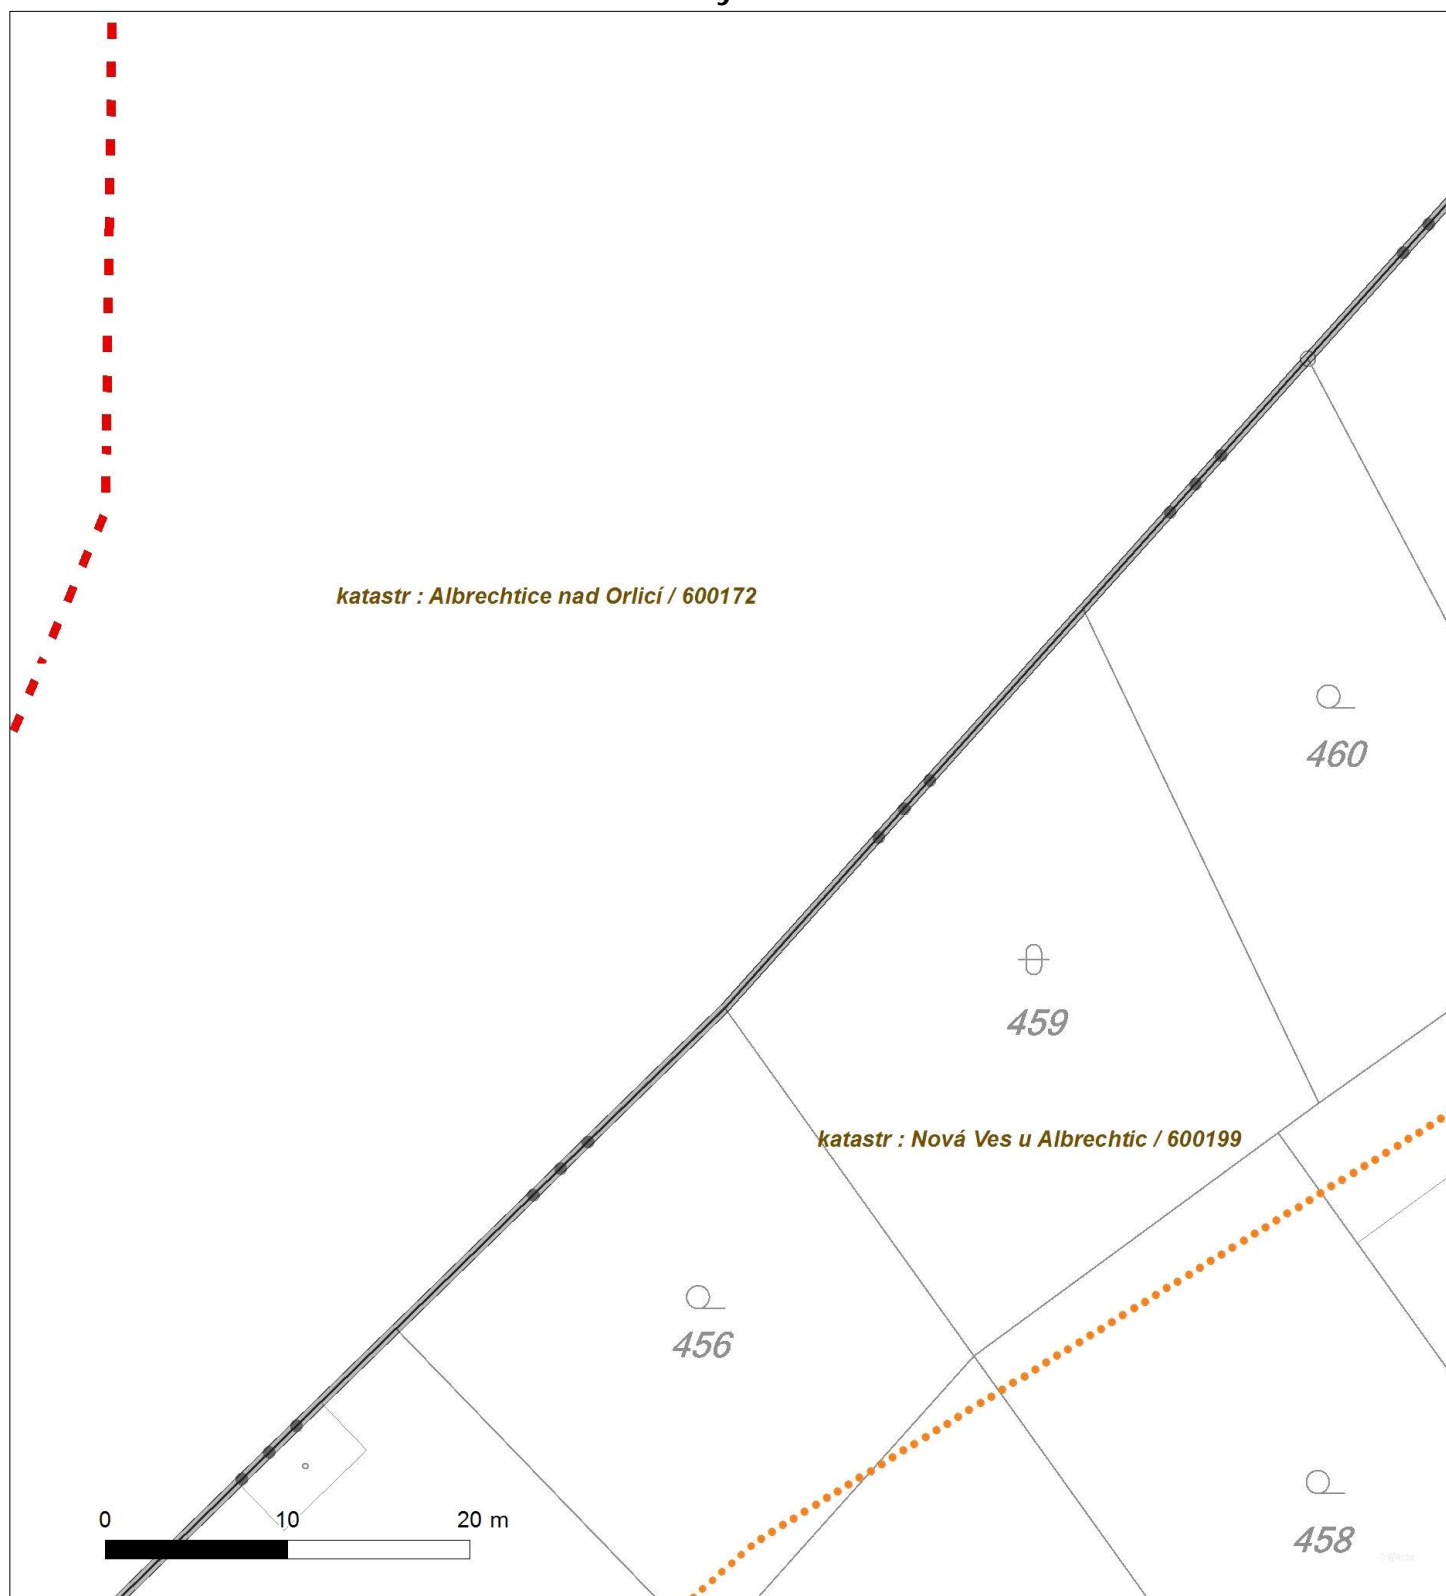 katastr : Albrechtice nad Orlicí / 600172
460
459
katastr : Nová Ves u Albrechtic / 600199
456
0 10 20 m
458